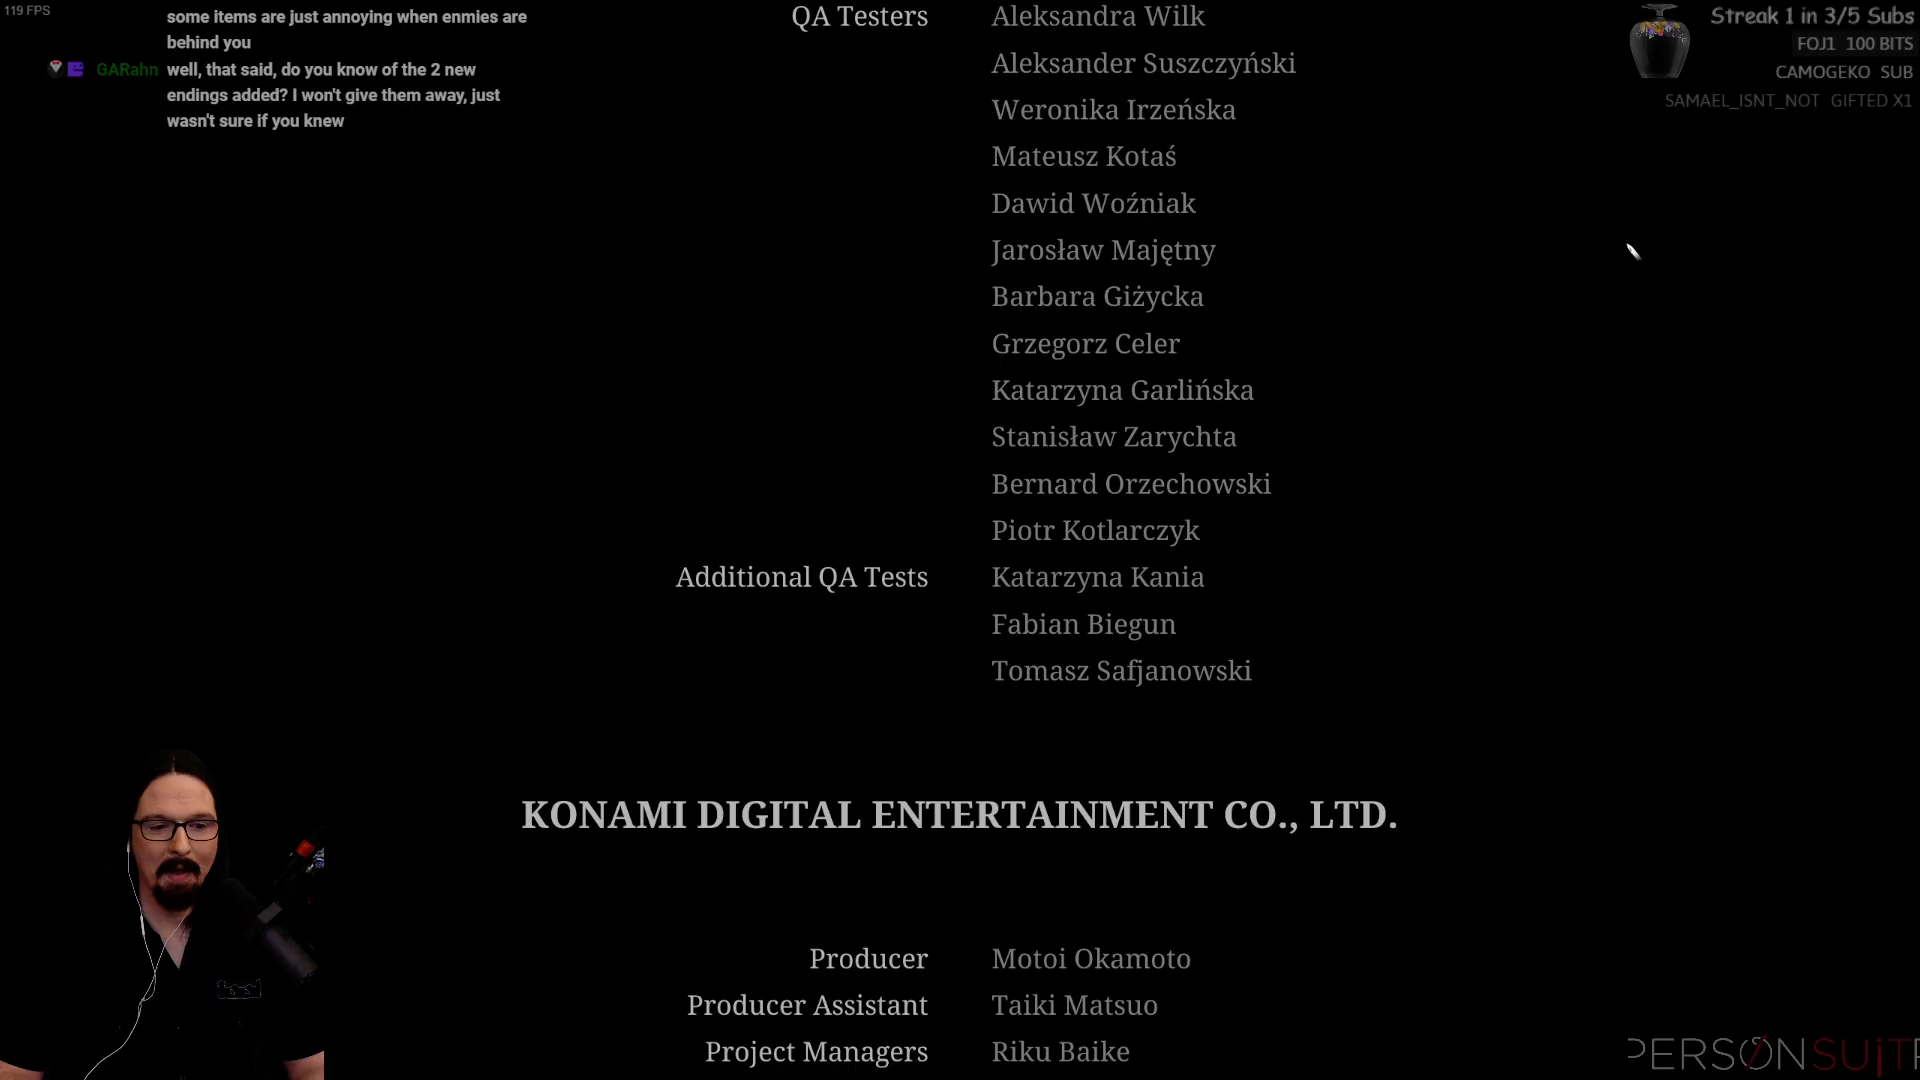 119 FPS
some items are just annoying when enmies are
behind you
GARahn well, that said, do you know of the 2 new
endings added? I won't give them away, just
wasn't sure if you knew
Streak 1 in 3/5 Subs
FOJ1 100 BITS
CAMOGEKO SUB
SAMAEL_ISNT_NOT GIFTED X1
QA Testers Aleksandra Wilk
Aleksander Suszczyński
Weronika Irzeńska
Mateusz Kotaś
Dawid Woźniak
Jarosław Majętny
Barbara Giżycka
Grzegorz Celer
Katarzyna Garlińska
Stanisław Zarychta
Bernard Orzechowski
Piotr Kotlarczyk
Additional QA Tests Katarzyna Kania
Fabian Biegun
Tomasz Safjanowski
KONAMI DIGITAL ENTERTAINMENT CO., LTD.
Producer Motoi Okamoto
Producer Assistant Taiki Matsuo
Project Managers Riku Baike